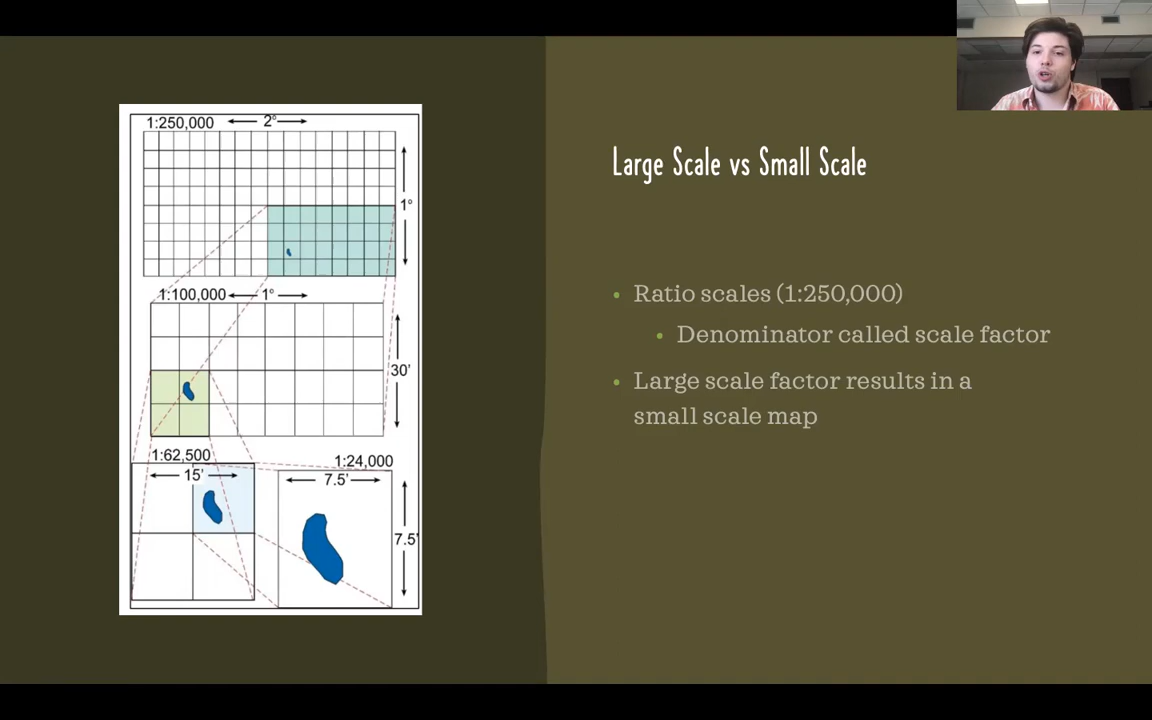 1:250,000
2°
1°
1:100,000
1°
30'
1:62,500
15'
1:24,000
7.5'
7.5'
Large Scale vs Small Scale
• Ratio scales (1:250,000)
• Denominator called scale factor
• Large scale factor results in a
small scale map